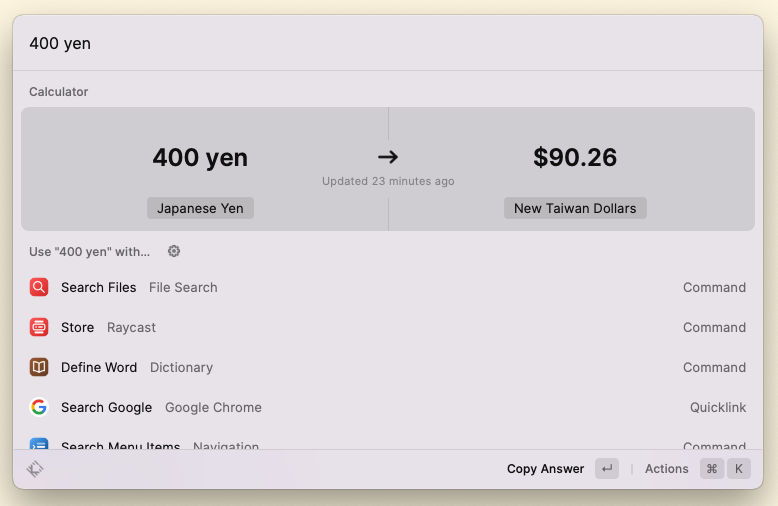 400 yen
Calculator
400 yen → $90.26
Updated 23 minutes ago
Japanese Yen New Taiwan Dollars
Use "400 yen" with...
Search Files File Search Command
Store Raycast Command
Define Word Dictionary Command
Search Google Google Chrome Quicklink
Search Menu Items Navigation Command
Copy Answer ↵ | Actions ⌘ K